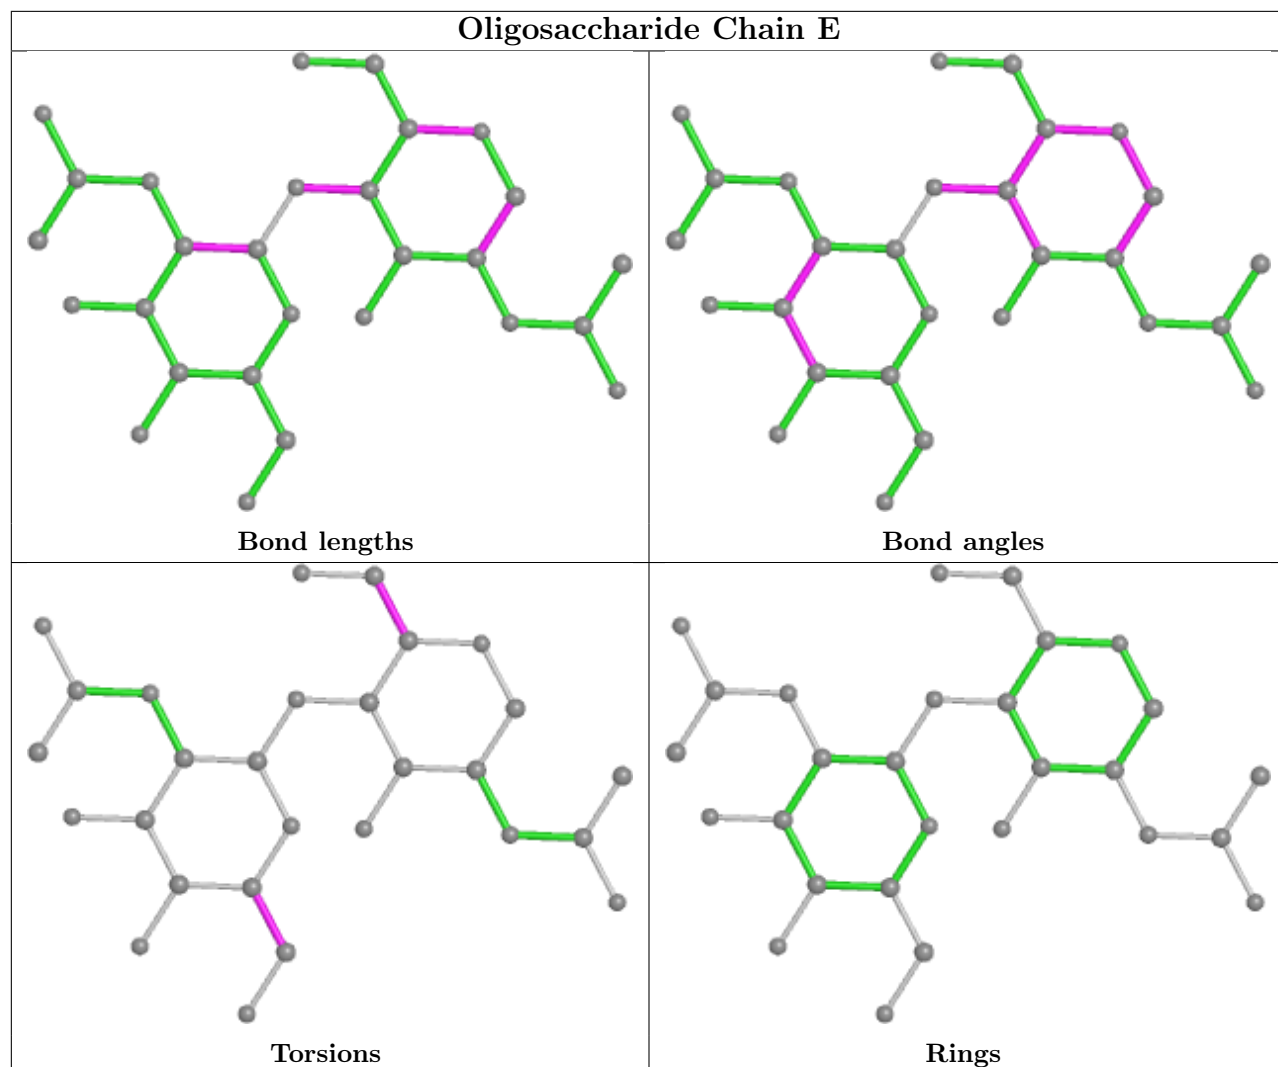 Oligosaccharide Chain E
Bond lengths
Bond angles
Torsions
Rings